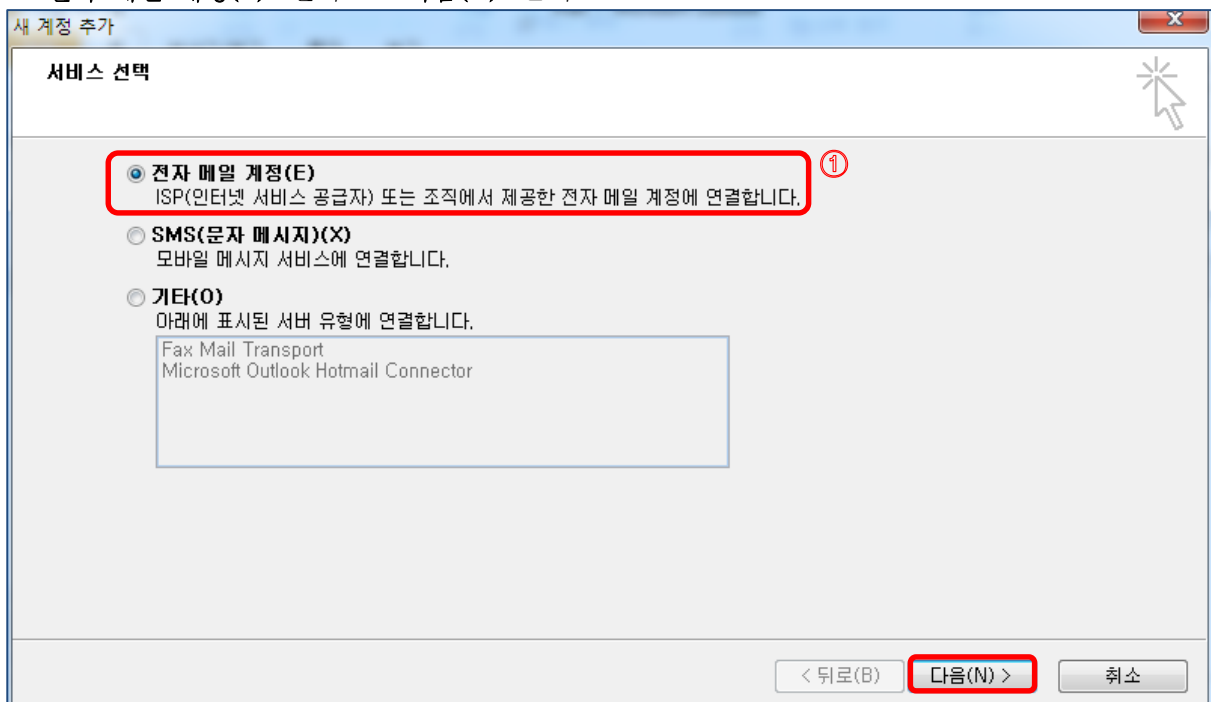 새 계정 추가
서비스 선택
전자 메일 계정(E)
①
ISP(인터넷 서비스 공급자) 또는 조직에서 제공한 전자 메일 계정에 연결합니다.
SMS(문자 메시지)(X)
모바일 메시지 서비스에 연결합니다.
기타(O)
아래에 표시된 서버 유형에 연결합니다.
Fax Mail Transport
Microsoft Outlook Hotmail Connector
< 뒤로(B) 다음(N) > 취소